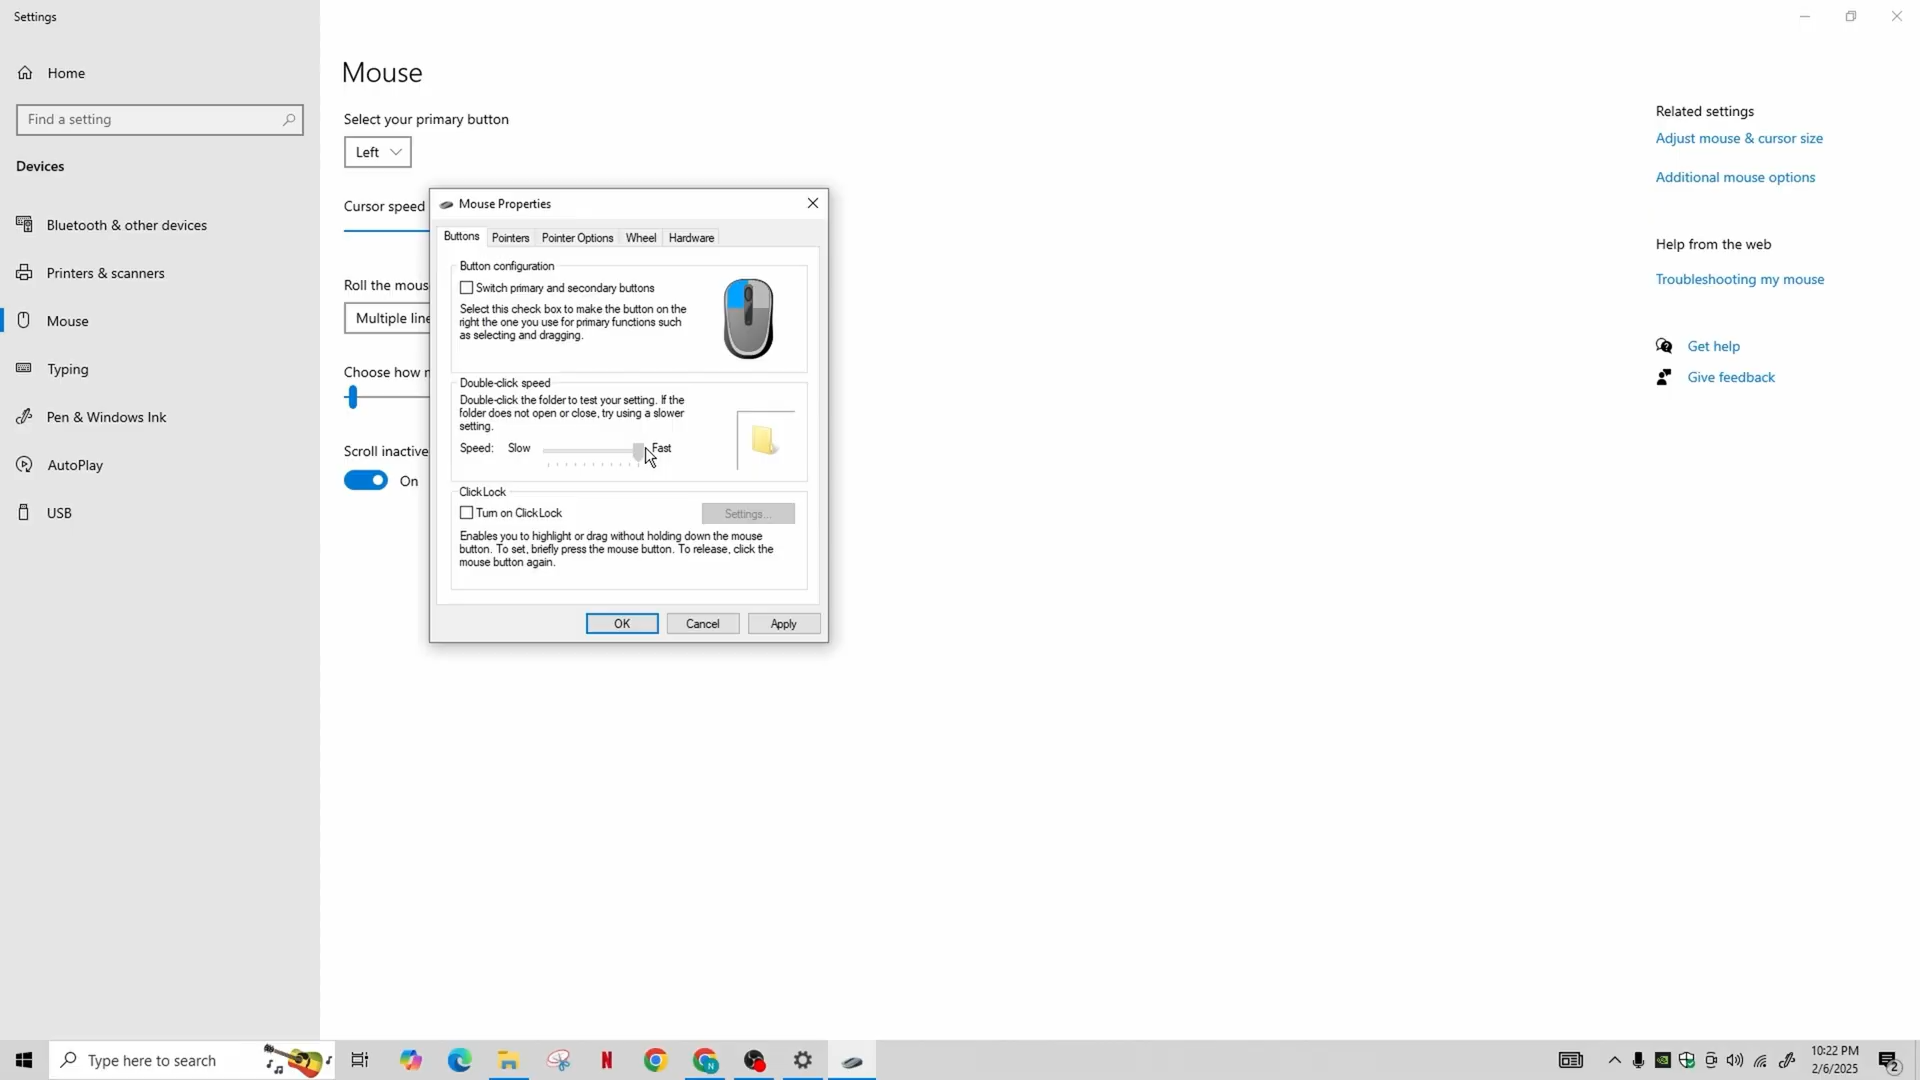 Settings
Home
Find a setting
Devices
Bluetooth & other devices
Printers & scanners
Mouse
Typing
Pen & Windows Ink
AutoPlay
USB
Mouse
Select your primary button
Left
Cursor speed
Roll the mous
Multiple line
Choose how
Scroll inactive
On
Mouse Properties
Buttons
Pointers
Pointer Options
Wheel
Hardware
Button configuration
Switch primary and secondary buttons
Select this check box to make the button on the
right the one you use for primary functions such
as selecting and dragging.
Double-click speed
Double-click the folder to test your setting. If the
folder does not open or close, try using a slower
setting.
Speed: Slow Fast
ClickLock
Turn on ClickLock
Settings...
Enables you to highlight or drag without holding down the mouse
button. To set, briefly press the mouse button. To release, click the
mouse button again.
OK
Cancel
Apply
Related settings
Adjust mouse & cursor size
Additional mouse options
Help from the web
Troubleshooting my mouse
Get help
Give feedback
Type here to search
N
N
10:22 PM
2/6/2025
2